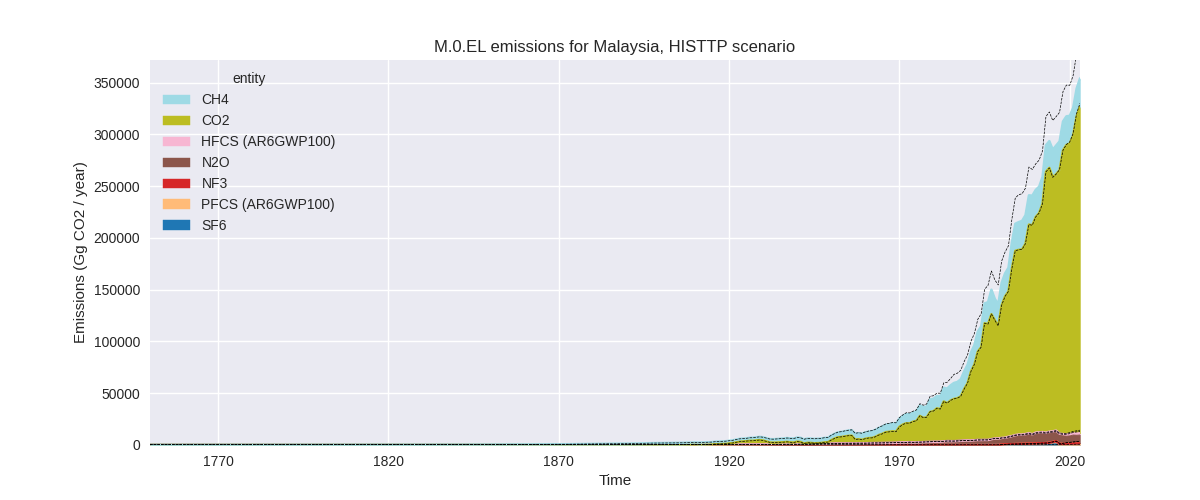 M.0.EL emissions for Malaysia, HISTTP scenario
entity
CH4
CO2
HFCS (AR6GWP100)
N2O
NF3
PFCS (AR6GWP100)
SF6
Emissions (Gg CO2 / year)
350000
300000
250000
200000
150000
100000
50000
0
1770
1820
1870
1920
1970
2020
Time